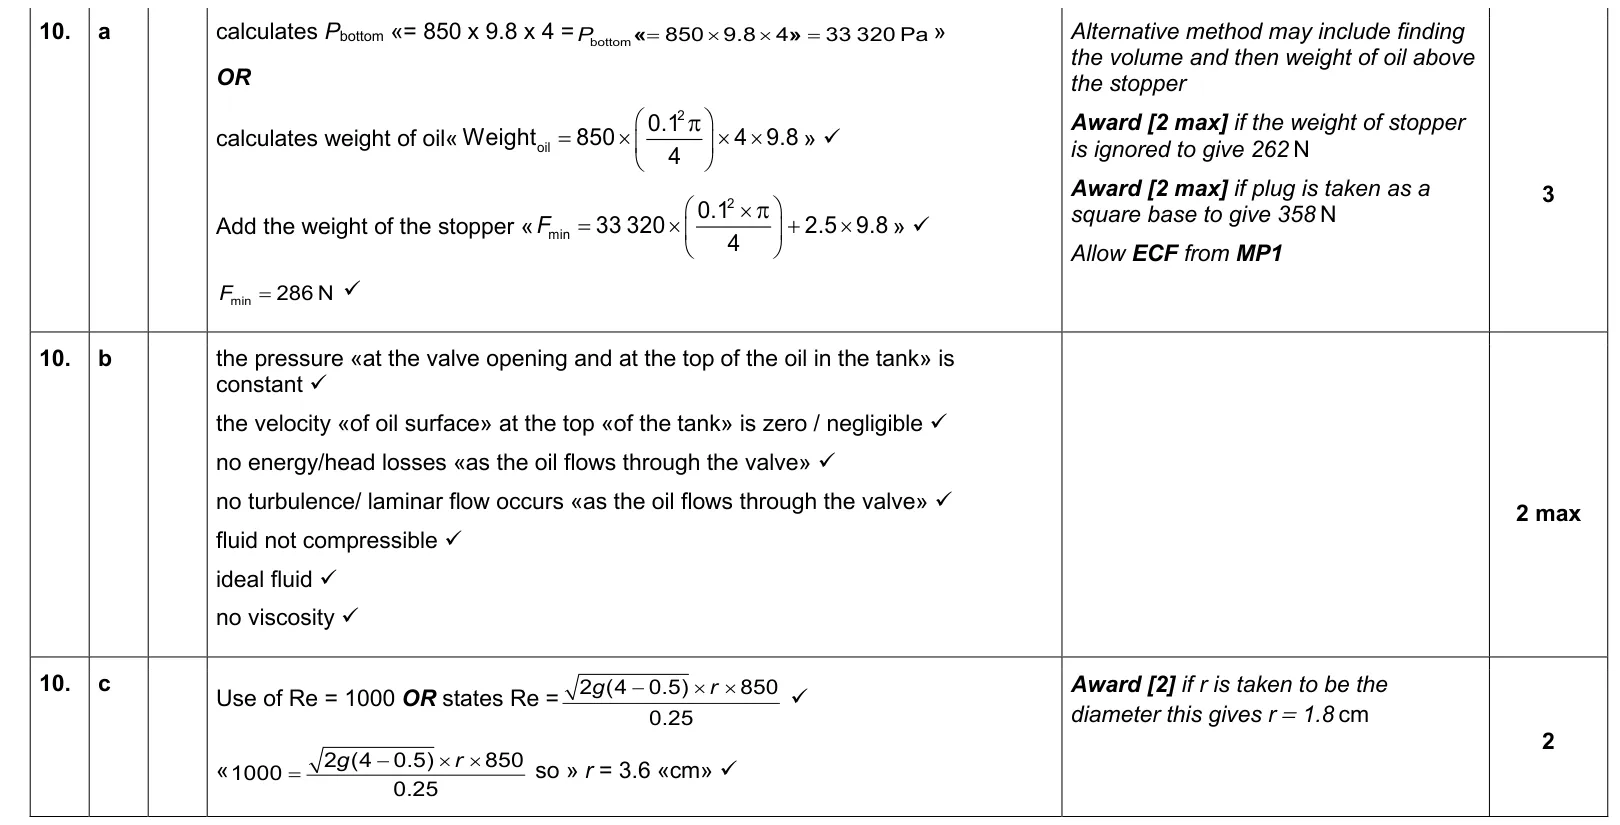 10. a calculates P_bottom «= 850 x 9.8 x 4 = P_bottom «= 850 × 9.8 × 4» = 33 320 Pa »
OR
calculates weight of oil« Weight_oil = 850 × (0.1²π / 4) × 4 × 9.8 » ✓
Add the weight of the stopper « F_min = 33 320 × (0.1² × π / 4) + 2.5 × 9.8 » ✓
F_min = 286 N ✓
Alternative method may include finding
the volume and then weight of oil above
the stopper
Award [2 max] if the weight of stopper
is ignored to give 262 N
Award [2 max] if plug is taken as a
square base to give 358 N
Allow ECF from MP1
3
10. b the pressure «at the valve opening and at the top of the oil in the tank» is
constant ✓
the velocity «of oil surface» at the top «of the tank» is zero / negligible ✓
no energy/head losses «as the oil flows through the valve» ✓
no turbulence/ laminar flow occurs «as the oil flows through the valve» ✓
fluid not compressible ✓
ideal fluid ✓
no viscosity ✓
2 max
10. c Use of Re = 1000 OR states Re = √2g(4 − 0.5) × r × 850 / 0.25 ✓
«1000 = √2g(4 − 0.5) × r × 850 / 0.25 so » r = 3.6 «cm» ✓
Award [2] if r is taken to be the
diameter this gives r = 1.8 cm
2